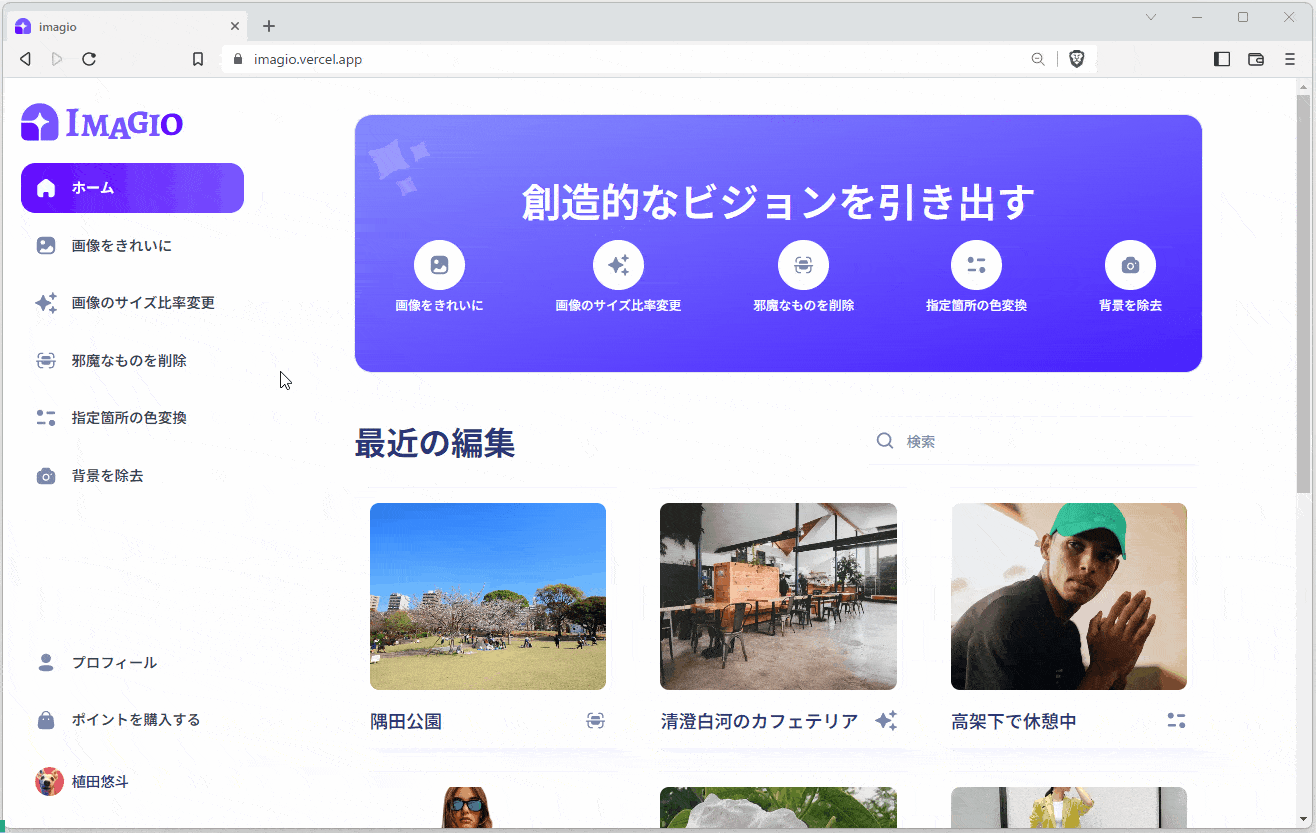 imagio
imagio.vercel.app
IMAGIO
ホーム
画像をきれいに
画像のサイズ比率変更
邪魔なものを削除
指定箇所の色変換
背景を除去
プロフィール
ポイントを購入する
植田悠斗
創造的なビジョンを引き出す
画像をきれいに
画像のサイズ比率変更
邪魔なものを削除
指定箇所の色変換
背景を除去
最近の編集
検索
隅田公園
清澄白河のカフェテリア
高架下で休憩中